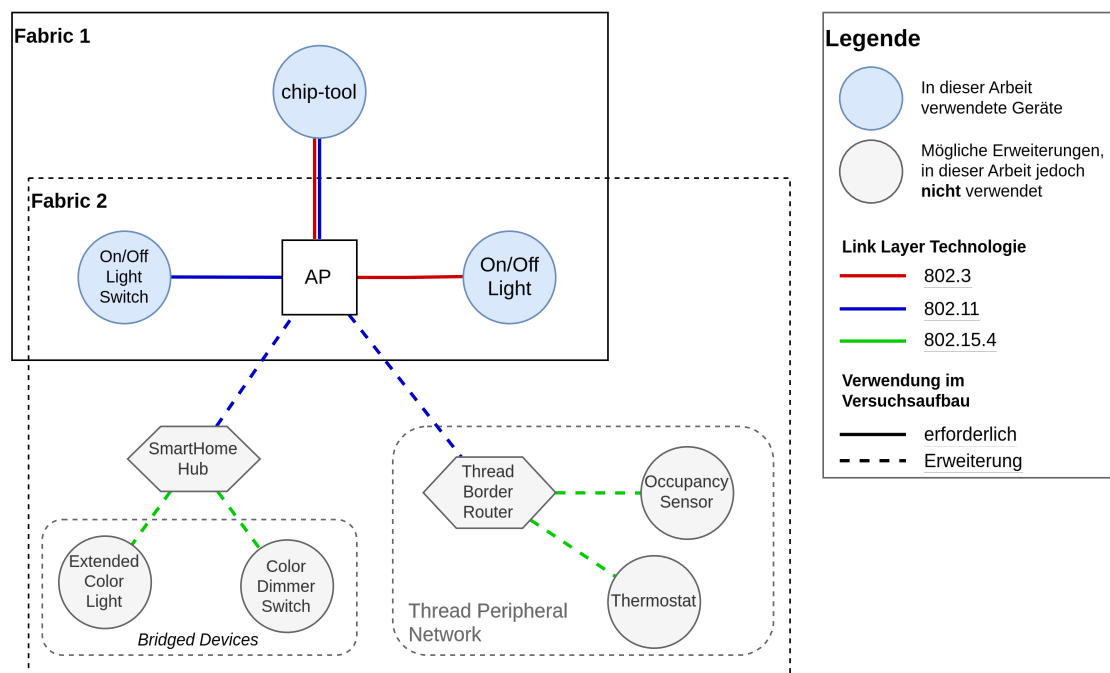 Fabric 1
chip-tool
Fabric 2
On/Off
Light
Switch
AP
On/Off
Light
SmartHome
Hub
Thread
Border
Router
Occupancy
Sensor
Extended
Color
Light
Color
Dimmer
Switch
Thermostat
Bridged Devices
Thread Peripheral
Network
Legende
In dieser Arbeit
verwendete Geräte
Mögliche Erweiterungen,
in dieser Arbeit jedoch
nicht verwendet
Link Layer Technologie
802.3
802.11
802.15.4
Verwendung im
Versuchsaufbau
erforderlich
Erweiterung